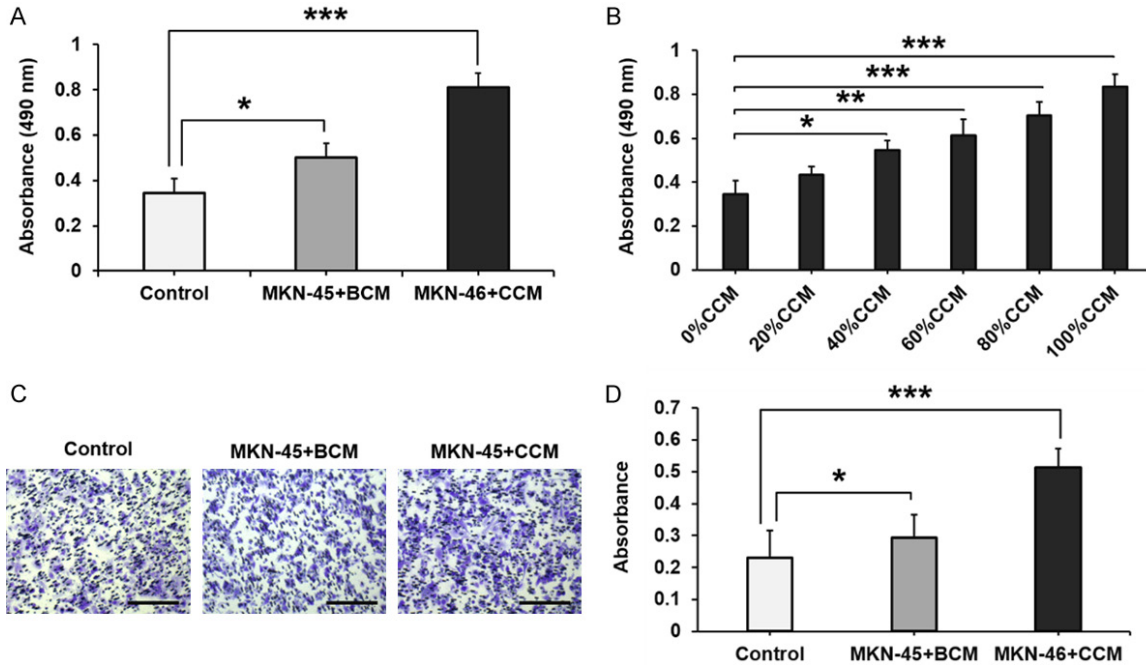 A
***
*
1
0.8
0.6
0.4
0.2
0
Absorbance (490 nm)
Control
MKN-45+BCM
MKN-46+CCM
B
***
***
**
*
1
0.8
0.6
0.4
0.2
0
Absorbance (490 nm)
0%CCM
20%CCM
40%CCM
60%CCM
80%CCM
100%CCM
C
Control
MKN-45+BCM
MKN-45+CCM
D
***
*
0.7
0.6
0.5
0.4
0.3
0.2
0.1
0
Absorbance
Control
MKN-45+BCM
MKN-46+CCM